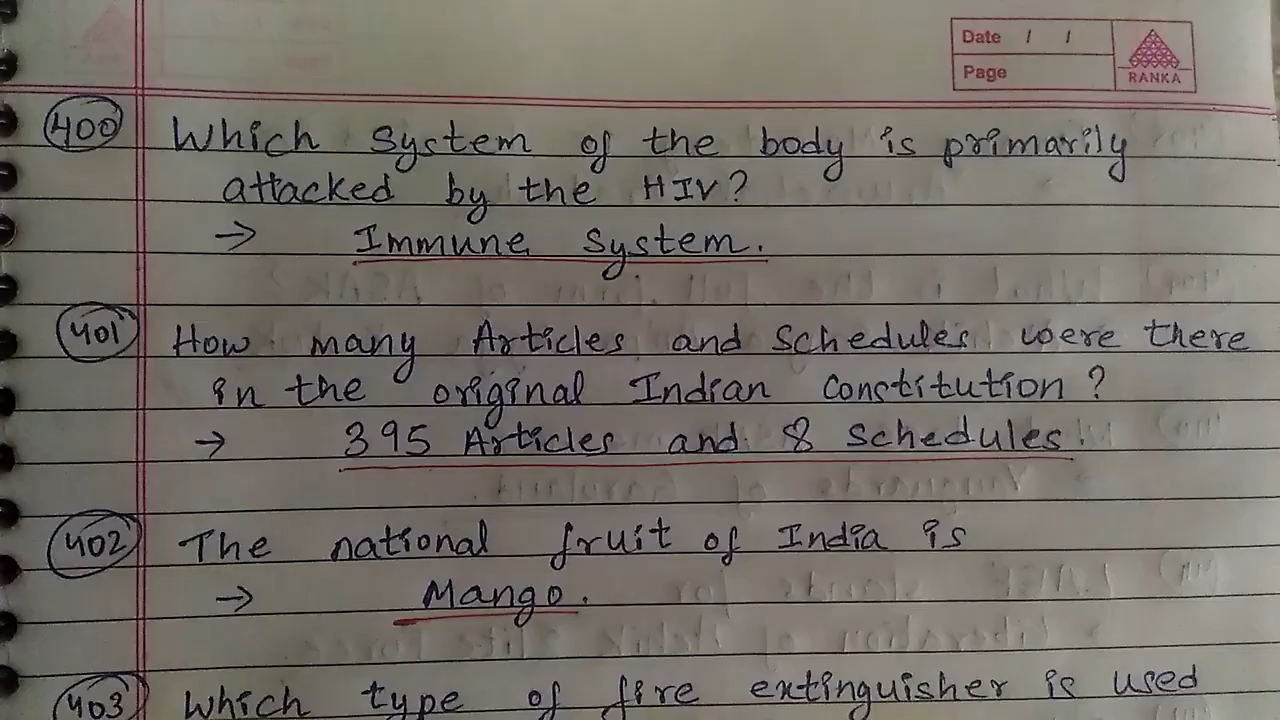 Date / /
Page
RANKA
400 Which System of the body is primarily
attacked by the HIV?
→ Immune System.
401 How many Articles and Schedules were there
in the original Indian Constitution?
→ 395 Articles and 8 Schedules.
402 The national fruit of India is
→ Mango.
403 Which type of fire extinguisher is used